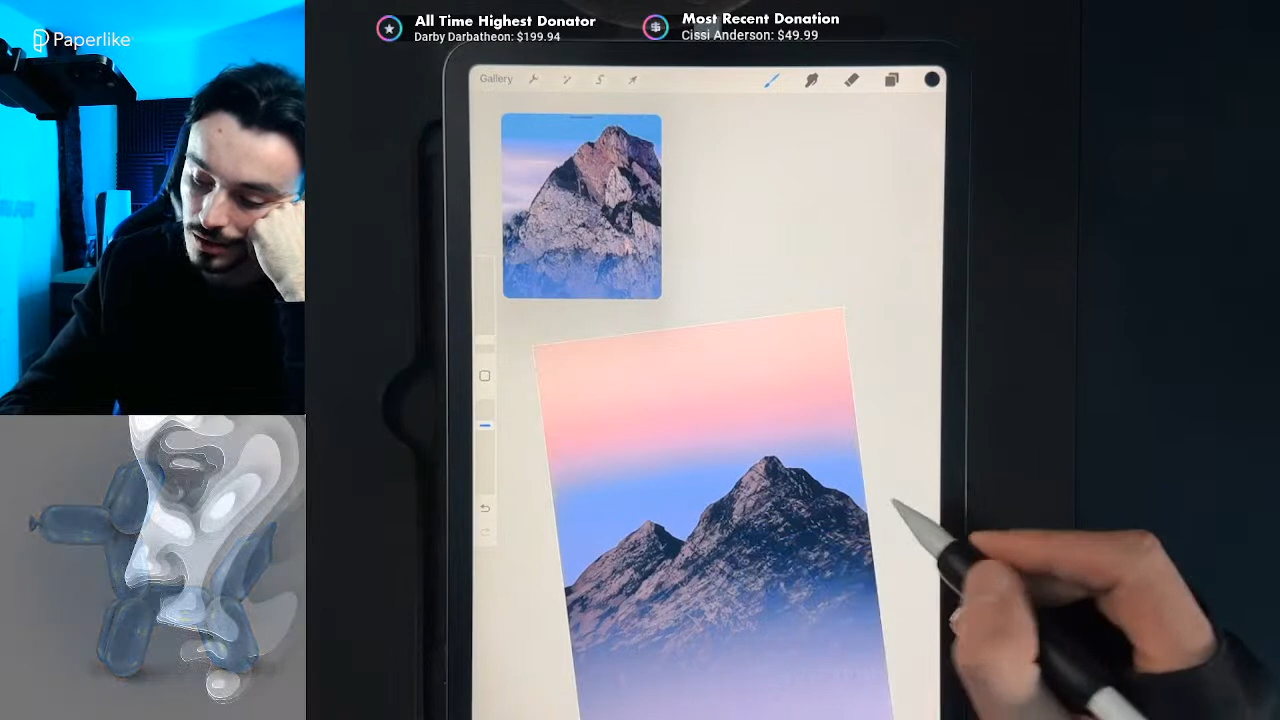 Paperlike
All Time Highest Donator
Darby Darbatheon: $199.94
Most Recent Donation
Cissi Anderson: $49.99
Gallery